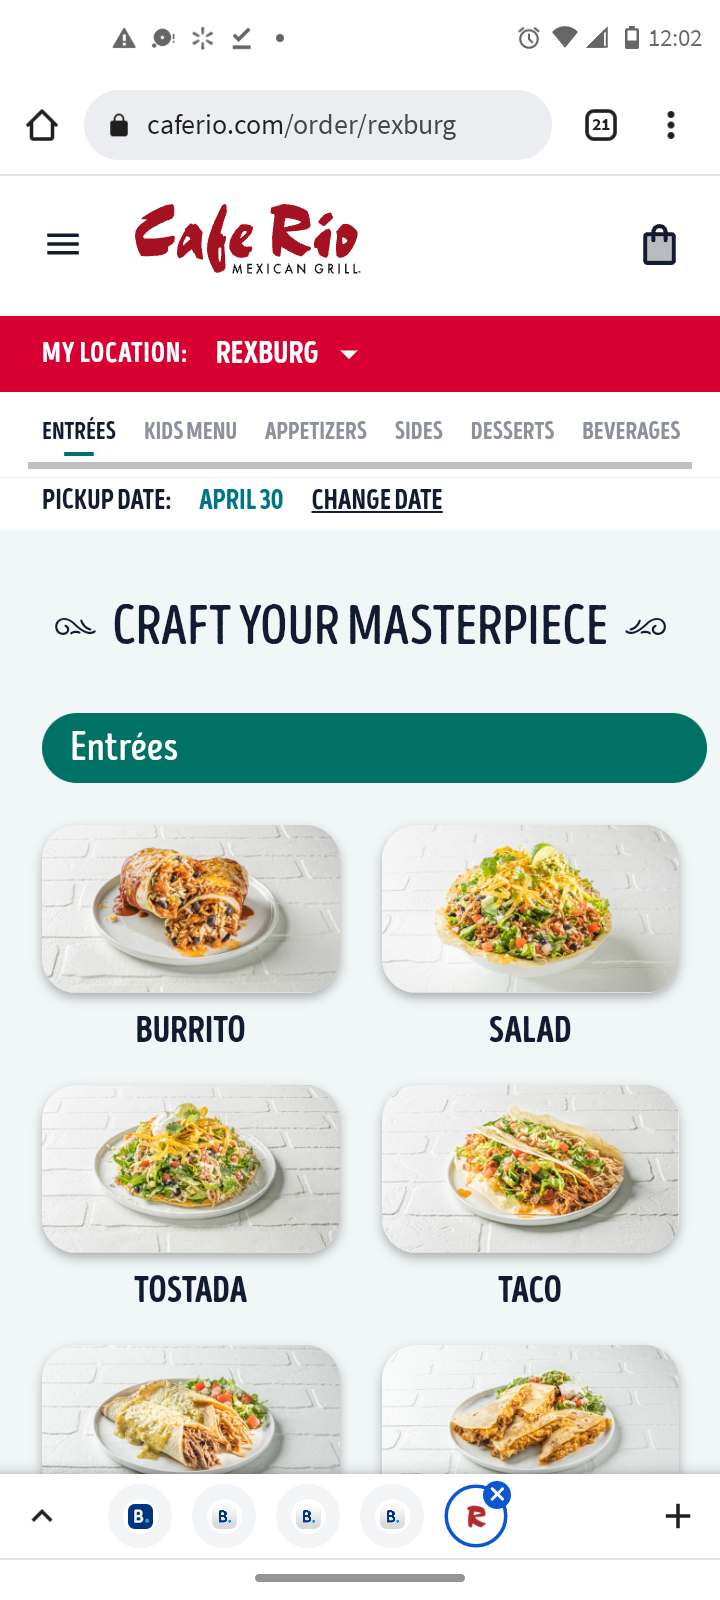 12:02
caferio.com/order/rexburg
21
Cafe Rio
MEXICAN GRILL
MY LOCATION: REXBURG
ENTRÉES KIDS MENU APPETIZERS SIDES DESSERTS BEVERAGES
PICKUP DATE: APRIL 30 CHANGE DATE
CRAFT YOUR MASTERPIECE
Entrées
BURRITO SALAD
TOSTADA TACO
B. B. B. B. R